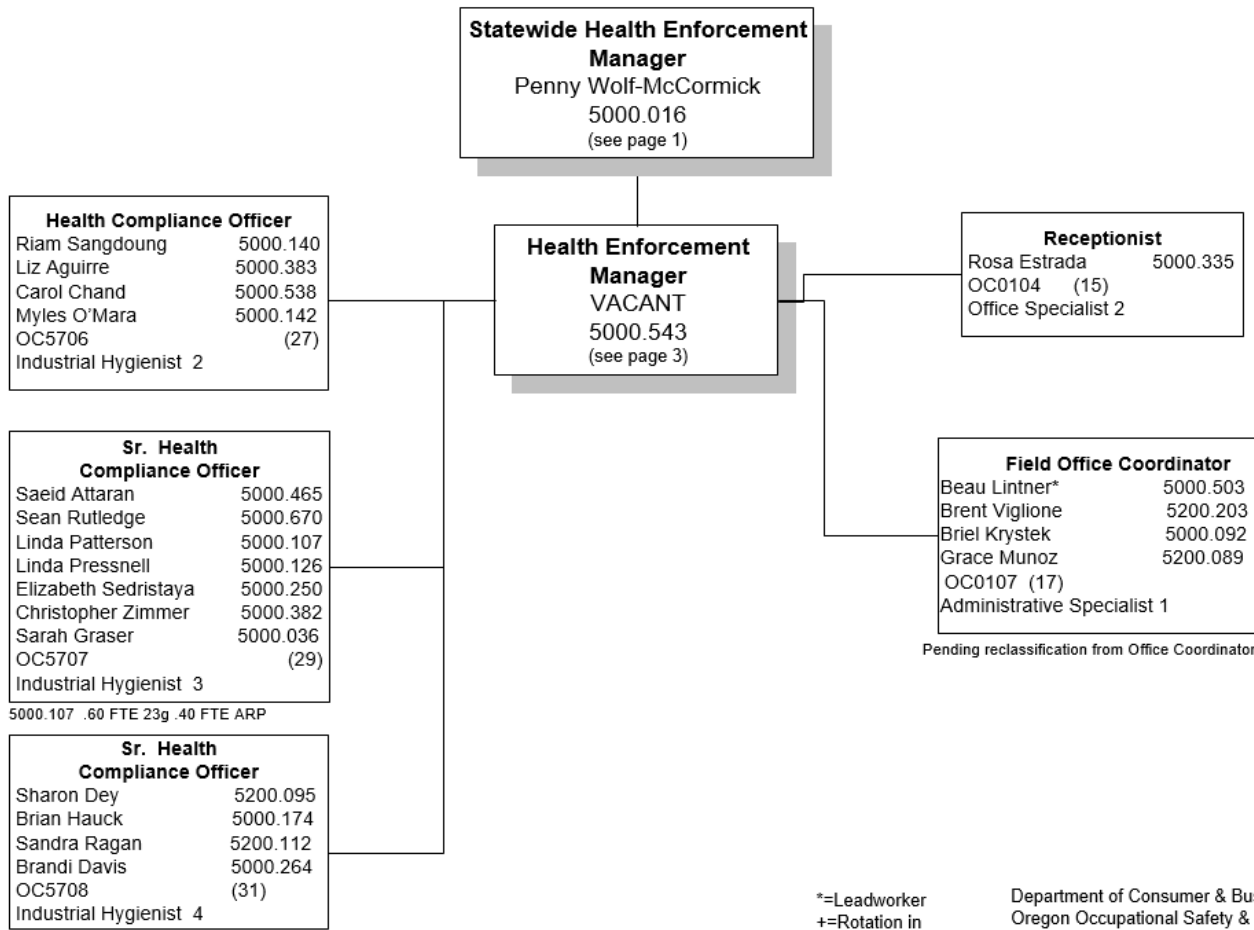 Statewide Health Enforcement
Manager
Penny Wolf-McCormick
5000.016
(see page 1)
Health Enforcement
Manager
VACANT
5000.543
(see page 3)
Health Compliance Officer
Riam Sangdoung 5000.140
Liz Aguirre 5000.383
Carol Chand 5000.538
Myles O’Mara 5000.142
OC5706 (27)
Industrial Hygienist 2
Sr. Health
Compliance Officer
Saeid Attaran 5000.465
Sean Rutledge 5000.670
Linda Patterson 5000.107
Linda Pressnell 5000.126
Elizabeth Sedristaya 5000.250
Christopher Zimmer 5000.382
Sarah Graser 5000.036
OC5707 (29)
Industrial Hygienist 3
5000.107 .60 FTE 23g .40 FTE ARP
Sr. Health
Compliance Officer
Sharon Dey 5200.095
Brian Hauck 5000.174
Sandra Ragan 5200.112
Brandi Davis 5000.264
OC5708 (31)
Industrial Hygienist 4
Receptionist
Rosa Estrada 5000.335
OC0104 (15)
Office Specialist 2
Field Office Coordinator
Beau Lintner* 5000.503
Brent Viglione 5200.203
Briel Krystek 5000.092
Grace Munoz 5200.089
OC0107 (17)
Administrative Specialist 1
Pending reclassification from Office Coordinator
*=Leadworker
+=Rotation in
Department of Consumer & Bus
Oregon Occupational Safety &